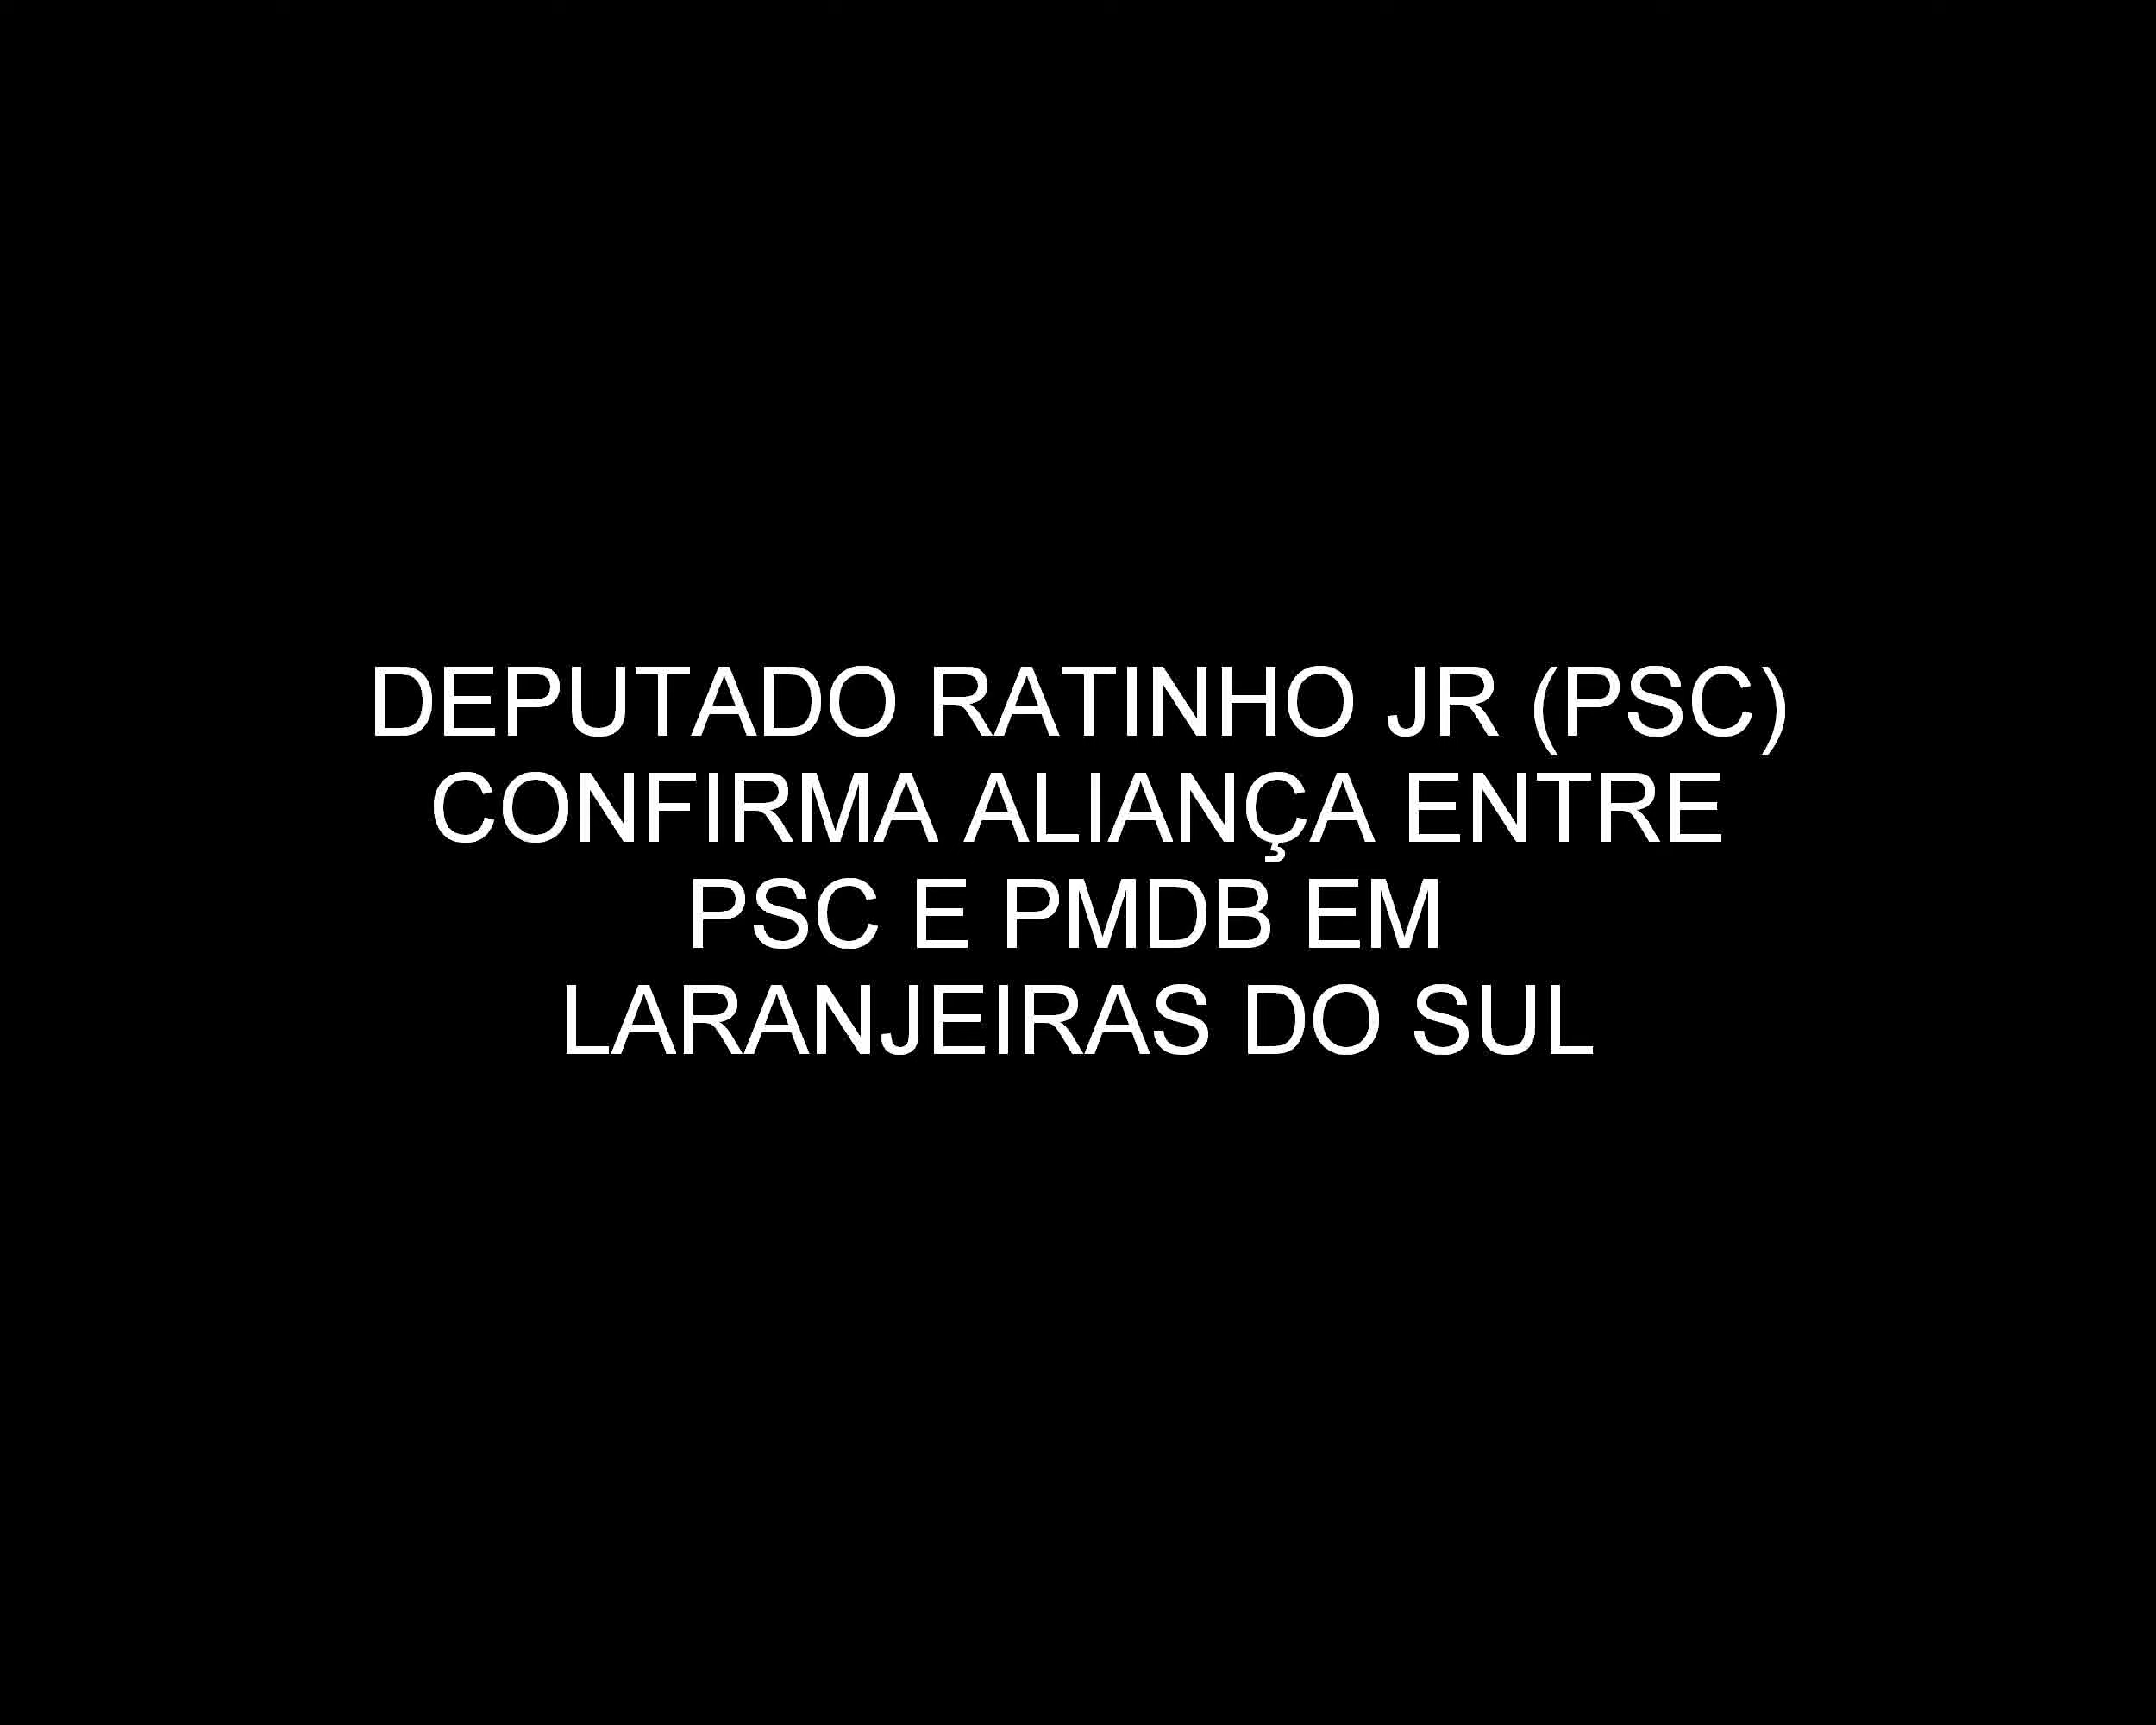 DEPUTADO RATINHO JR (PSC)
CONFIRMA ALIANÇA ENTRE
PSC E PMDB EM
LARANJEIRAS DO SUL